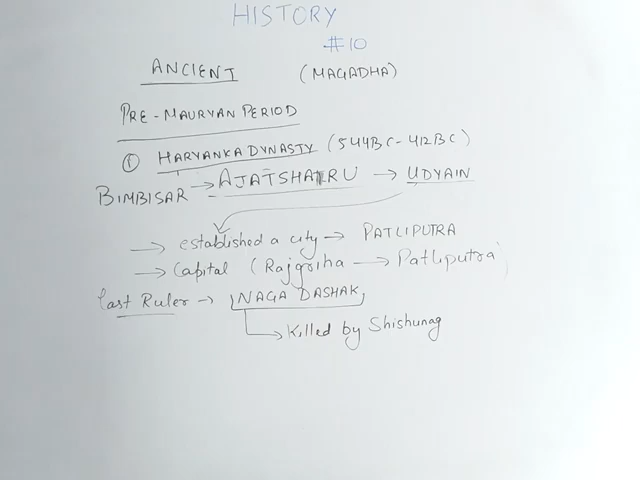 HISTORY
#10
ANCIENT (MAGADHA)
PRE-MAURYAN PERIOD
① HARYANKA DYNASTY (544BC-412BC)
BIMBISAR → AJATSHATRU → UDYAIN
→ established a city → PATLIPUTRA
→ Capital (Rajgriha → Patliputra)
Last Ruler → NAGA DASHAK
→ Killed by Shishunag